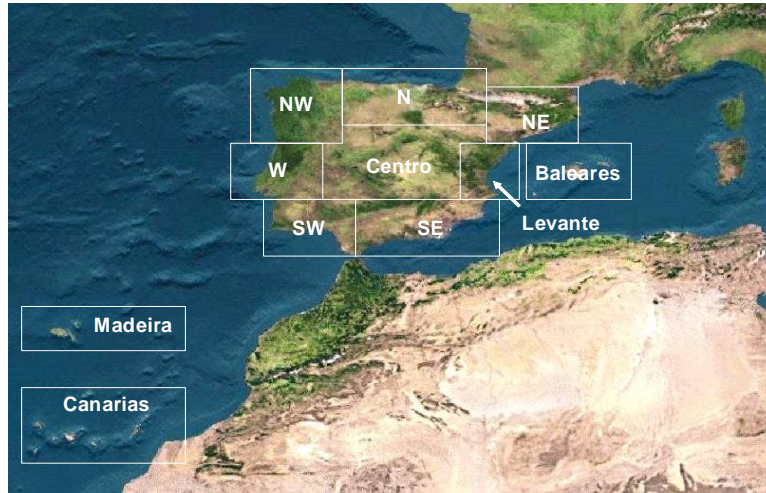 NW
N
NE
W
Centro
Baleares
Levante
SW
SE
Madeira
Canarias